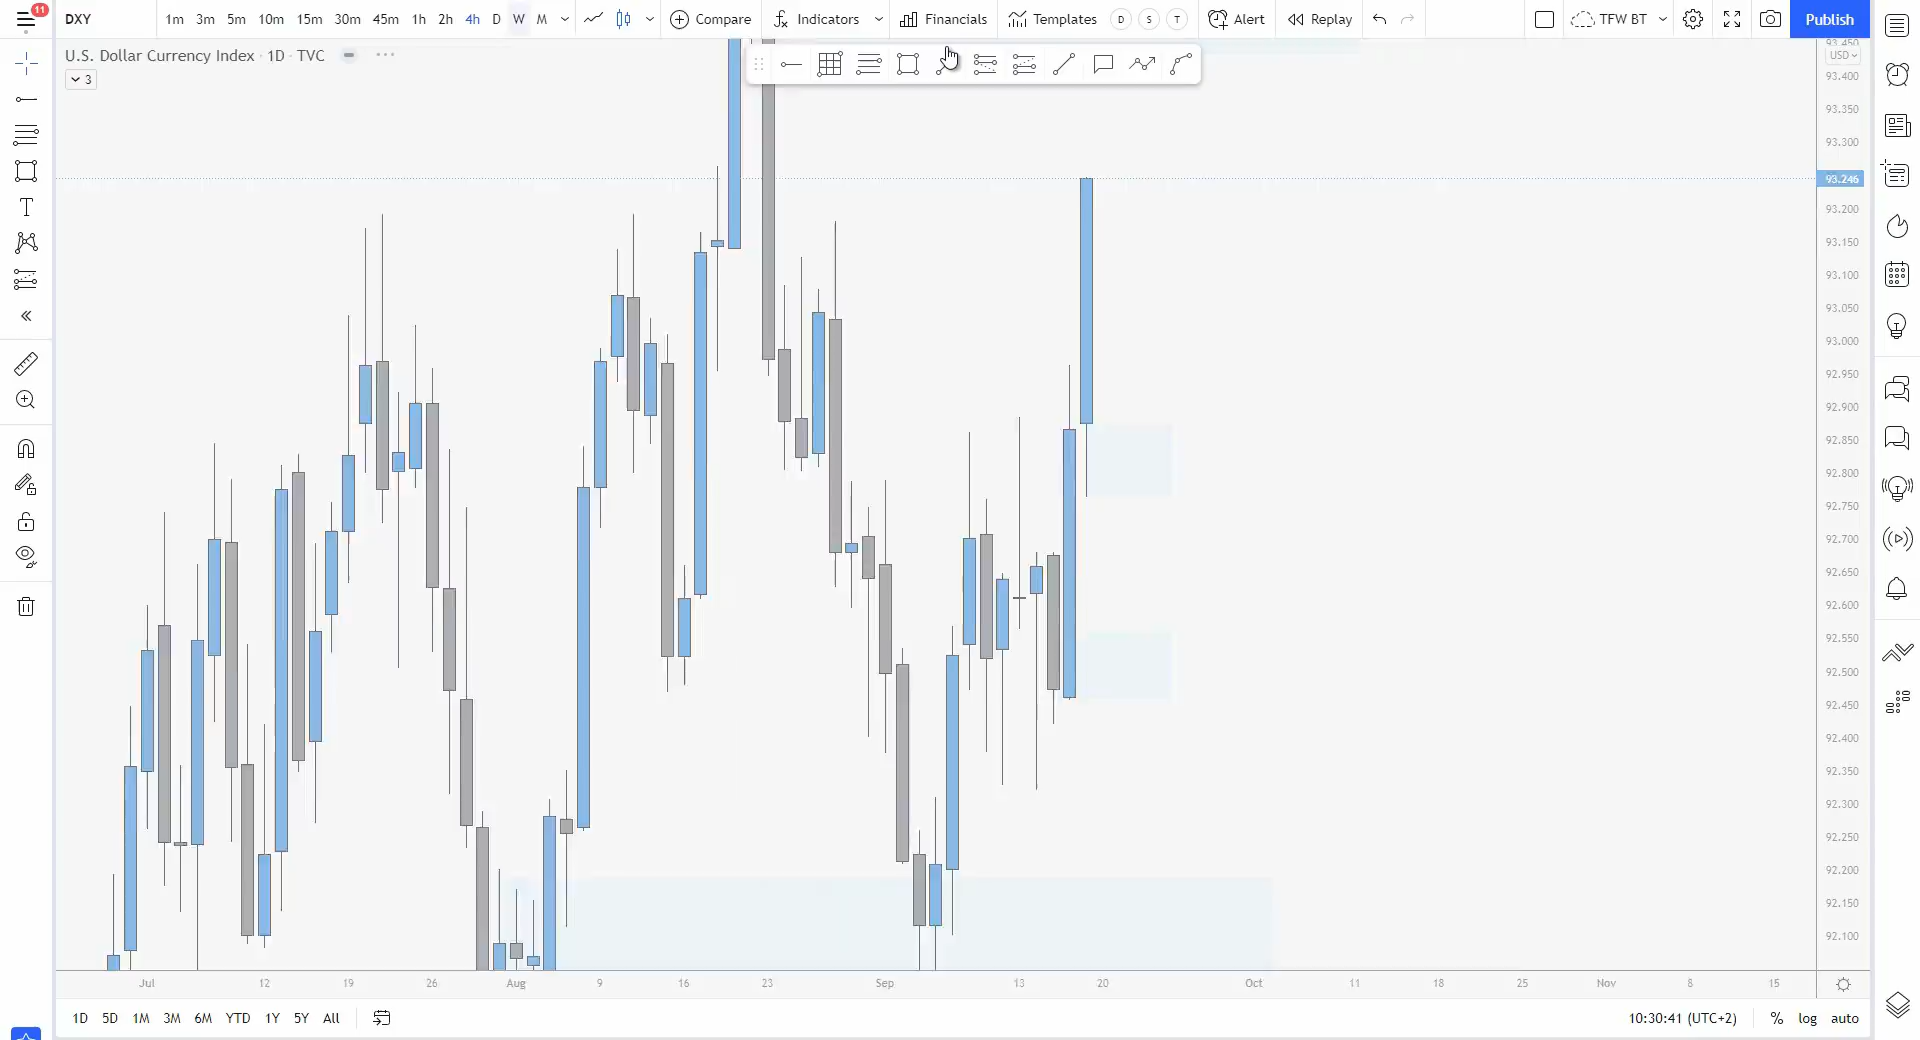 11
DXY
1m 3m 5m 10m 15m 30m 45m 1h 2h 4h D W M
Compare
Indicators
Financials
Templates
D S T
Alert
Replay
TFW BT
Publish
U.S. Dollar Currency Index · 1D · TVC
3
T
93.450
USD
93.400
93.350
93.300
93.246
93.200
93.150
93.100
93.050
93.000
92.950
92.900
92.850
92.800
92.750
92.700
92.650
92.600
92.550
92.500
92.450
92.400
92.350
92.300
92.250
92.200
92.150
92.100
Jul 12 19 26 Aug 9 16 23 Sep 13 20 Oct 11 18 25 Nov 8 15
1D 5D 1M 3M 6M YTD 1Y 5Y All
10:30:41 (UTC+2)
% log auto